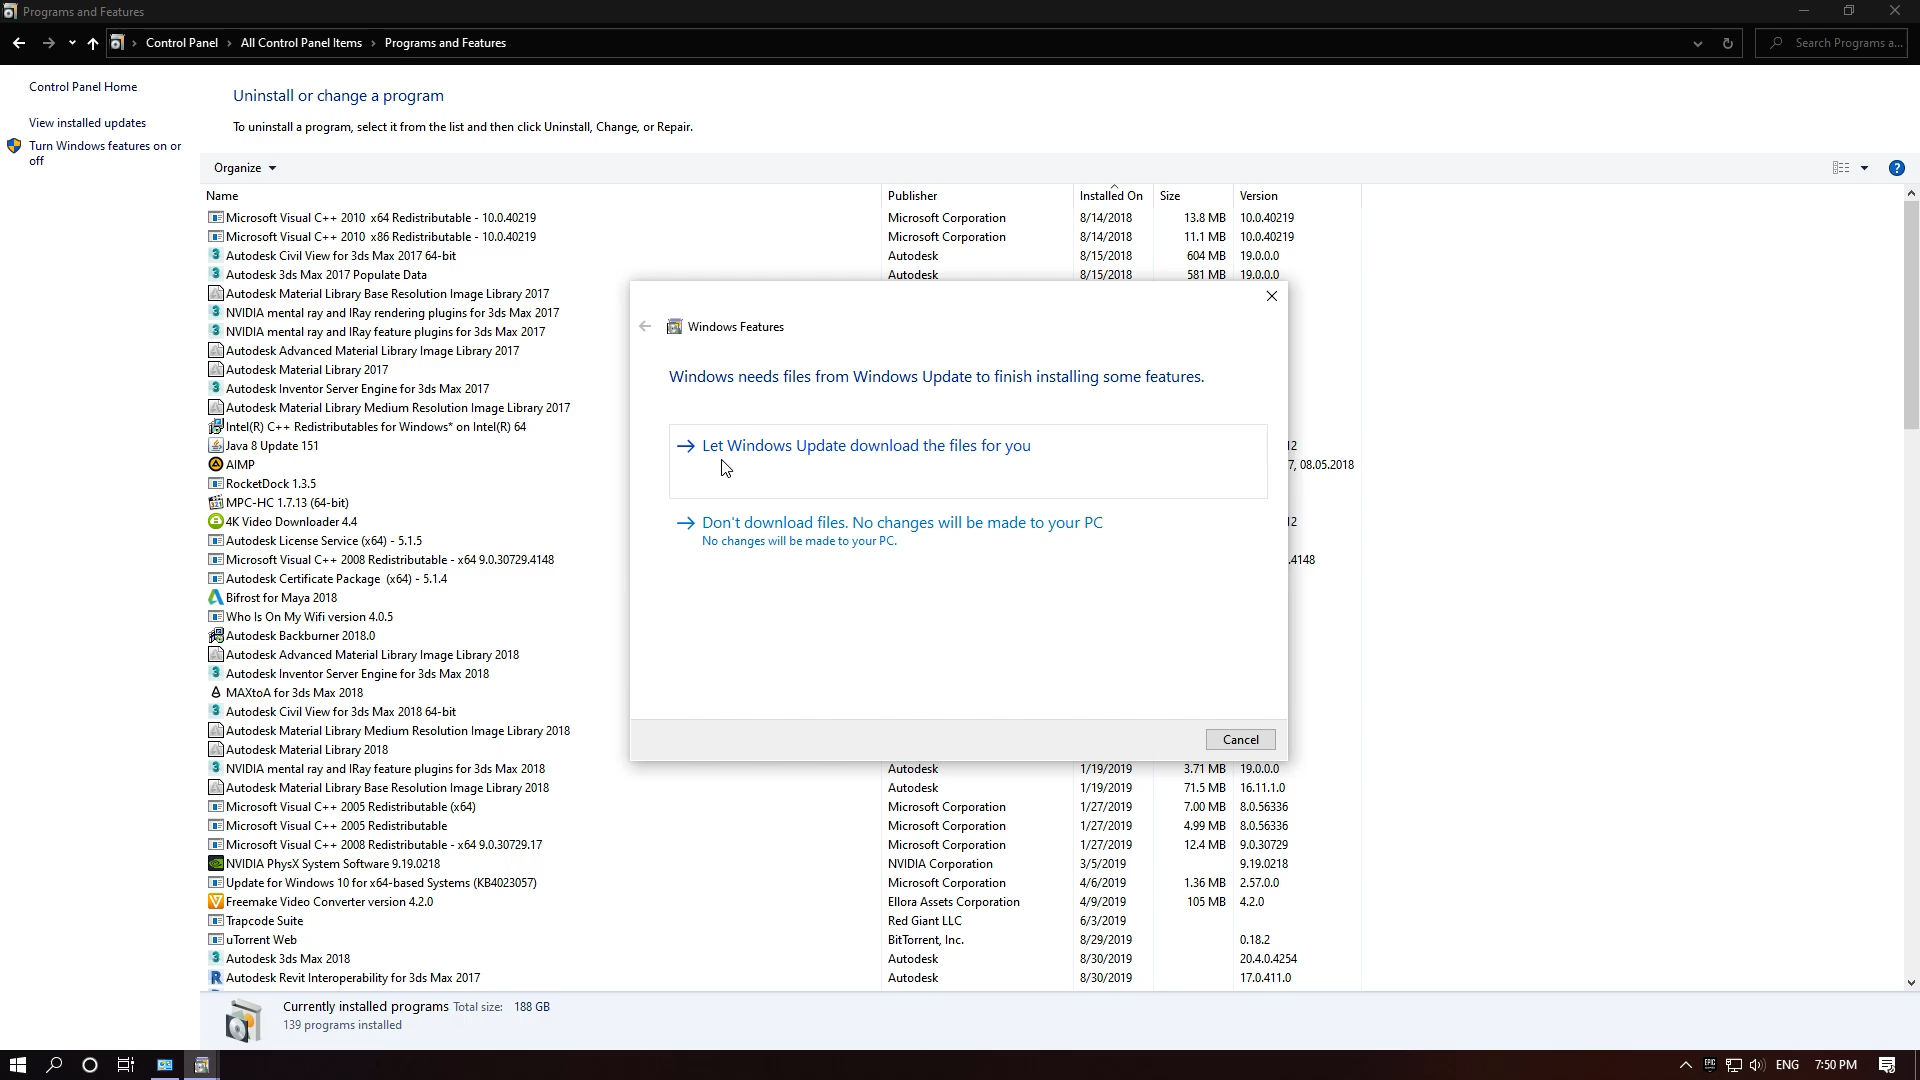 Programs and Features
Control Panel
All Control Panel Items
Programs and Features
Search Programs a...
Control Panel Home
View installed updates
Turn Windows features on or
off
Uninstall or change a program
To uninstall a program, select it from the list and then click Uninstall, Change, or Repair.
Organize
Name Publisher Installed On Size Version
Microsoft Visual C++ 2010 x64 Redistributable - 10.0.40219 Microsoft Corporation 8/14/2018 13.8 MB 10.0.40219
Microsoft Visual C++ 2010 x86 Redistributable - 10.0.40219 Microsoft Corporation 8/14/2018 11.1 MB 10.0.40219
Autodesk Civil View for 3ds Max 2017 64-bit Autodesk 8/15/2018 604 MB 19.0.0.0
Autodesk 3ds Max 2017 Populate Data Autodesk 8/15/2018 581 MB 19.0.0.0
Autodesk Material Library Base Resolution Image Library 2017
NVIDIA mental ray and IRay rendering plugins for 3ds Max 2017
NVIDIA mental ray and IRay feature plugins for 3ds Max 2017
Autodesk Advanced Material Library Image Library 2017
Autodesk Material Library 2017
Autodesk Inventor Server Engine for 3ds Max 2017
Autodesk Material Library Medium Resolution Image Library 2017
Intel(R) C++ Redistributables for Windows* on Intel(R) 64
Java 8 Update 151 12
AIMP 7, 08.05.2018
RocketDock 1.3.5
MPC-HC 1.7.13 (64-bit)
4K Video Downloader 4.4 12
Autodesk License Service (x64) - 5.1.5
Microsoft Visual C++ 2008 Redistributable - x64 9.0.30729.4148 .4148
Autodesk Certificate Package (x64) - 5.1.4
Bifrost for Maya 2018
Who Is On My Wifi version 4.0.5
Autodesk Backburner 2018.0
Autodesk Advanced Material Library Image Library 2018
Autodesk Inventor Server Engine for 3ds Max 2018
MAXtoA for 3ds Max 2018
Autodesk Civil View for 3ds Max 2018 64-bit
Autodesk Material Library Medium Resolution Image Library 2018
Autodesk Material Library 2018
NVIDIA mental ray and IRay feature plugins for 3ds Max 2018 Autodesk 1/19/2019 3.71 MB 19.0.0.0
Autodesk Material Library Base Resolution Image Library 2018 Autodesk 1/19/2019 71.5 MB 16.11.1.0
Microsoft Visual C++ 2005 Redistributable (x64) Microsoft Corporation 1/27/2019 7.00 MB 8.0.56336
Microsoft Visual C++ 2005 Redistributable Microsoft Corporation 1/27/2019 4.99 MB 8.0.56336
Microsoft Visual C++ 2008 Redistributable - x64 9.0.30729.17 Microsoft Corporation 1/27/2019 12.4 MB 9.0.30729
NVIDIA PhysX System Software 9.19.0218 NVIDIA Corporation 3/5/2019 9.19.0218
Update for Windows 10 for x64-based Systems (KB4023057) Microsoft Corporation 4/6/2019 1.36 MB 2.57.0.0
Freemake Video Converter version 4.2.0 Ellora Assets Corporation 4/9/2019 105 MB 4.2.0
Trapcode Suite Red Giant LLC 6/3/2019
uTorrent Web BitTorrent, Inc. 8/29/2019 0.18.2
Autodesk 3ds Max 2018 Autodesk 8/30/2019 20.4.0.4254
Autodesk Revit Interoperability for 3ds Max 2017 Autodesk 8/30/2019 17.0.411.0
Windows Features
Windows needs files from Windows Update to finish installing some features.
Let Windows Update download the files for you
Don't download files. No changes will be made to your PC
No changes will be made to your PC.
Cancel
Currently installed programs Total size: 188 GB
139 programs installed
ENG 7:50 PM